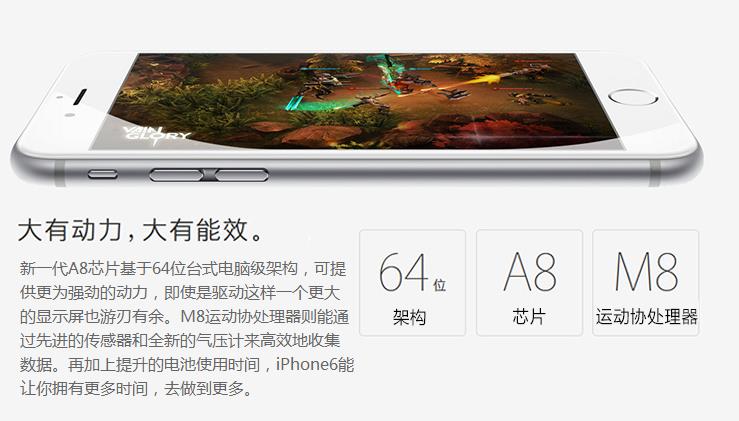 VAIN
GLORY
大有动力，大有能效。
新一代A8芯片基于64位台式电脑级架构，可提
供更为强劲的动力，即使是驱动这样一个更大
的显示屏也游刃有余。M8运动协处理器则能通
过先进的传感器和全新的气压计来高效地收集
数据。再加上提升的电池使用时间，iPhone6能
让你拥有更多时间，去做到更多。
64位
架构
A8
芯片
M8
运动协处理器